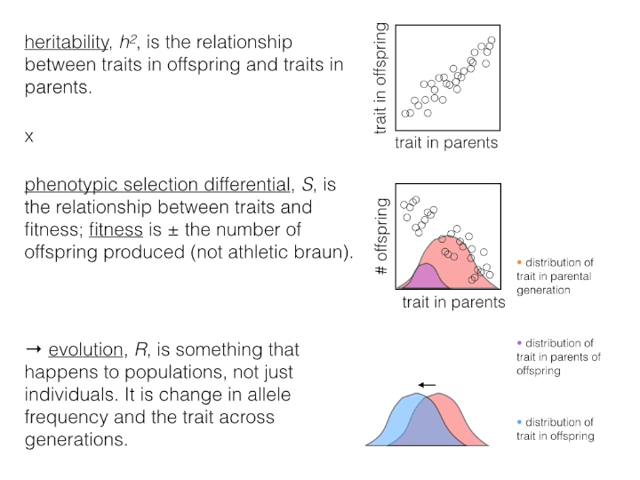 heritability, h², is the relationship
between traits in offspring and traits in
parents.
x
phenotypic selection differential, S, is
the relationship between traits and
fitness; fitness is ± the number of
offspring produced (not athletic braun).
→ evolution, R, is something that
happens to populations, not just
individuals. It is change in allele
frequency and the trait across
generations.
trait in offspring
trait in parents
# offspring
trait in parents
• distribution of
trait in parental
generation
• distribution of
trait in parents of
offspring
• distribution of
trait in offspring